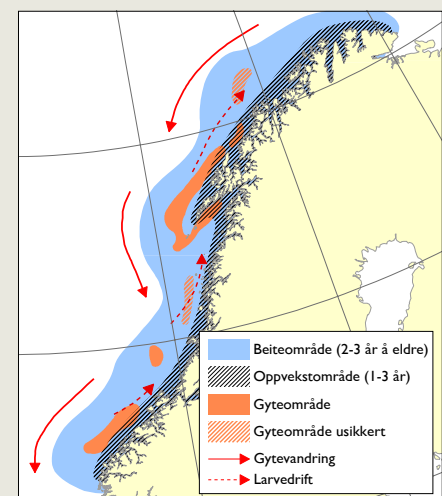 Beiteområde (2-3 år å eldre)
Oppvekstområde (1-3 år)
Gyteområde
Gyteområde usikkert
Gytevandring
Larvedrift